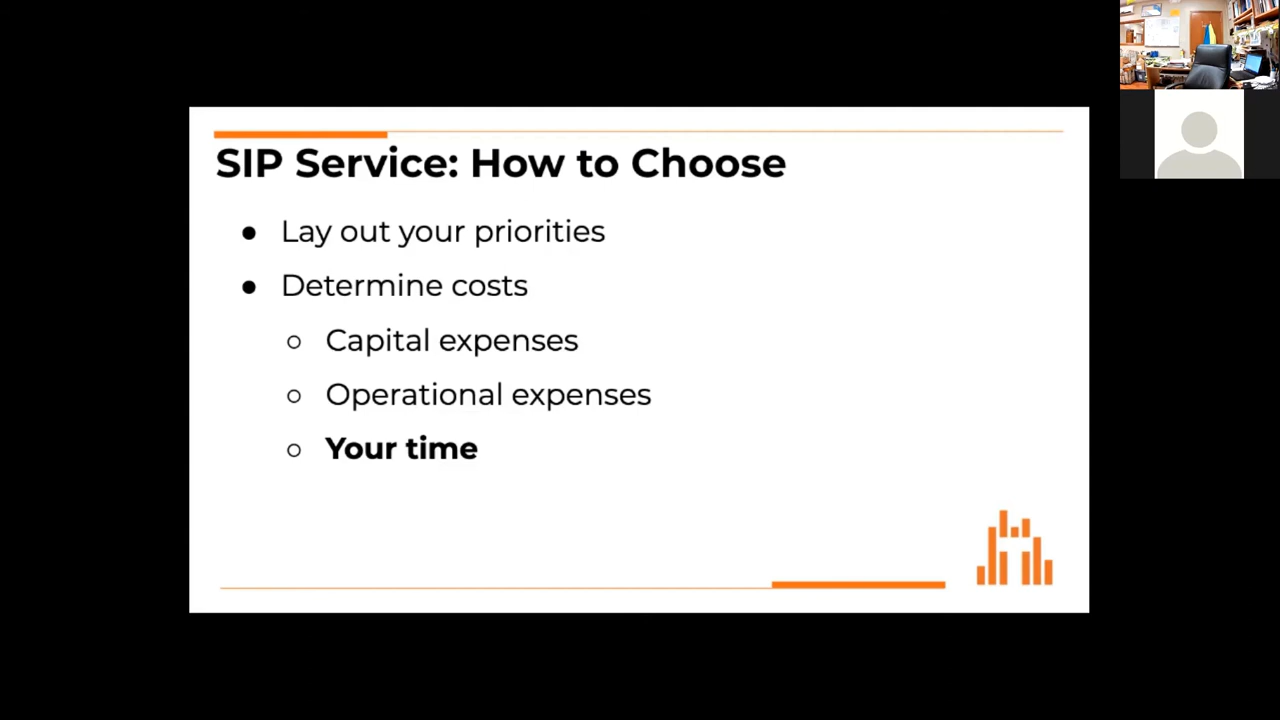 SIP Service: How to Choose
● Lay out your priorities
● Determine costs
○ Capital expenses
○ Operational expenses
○ Your time